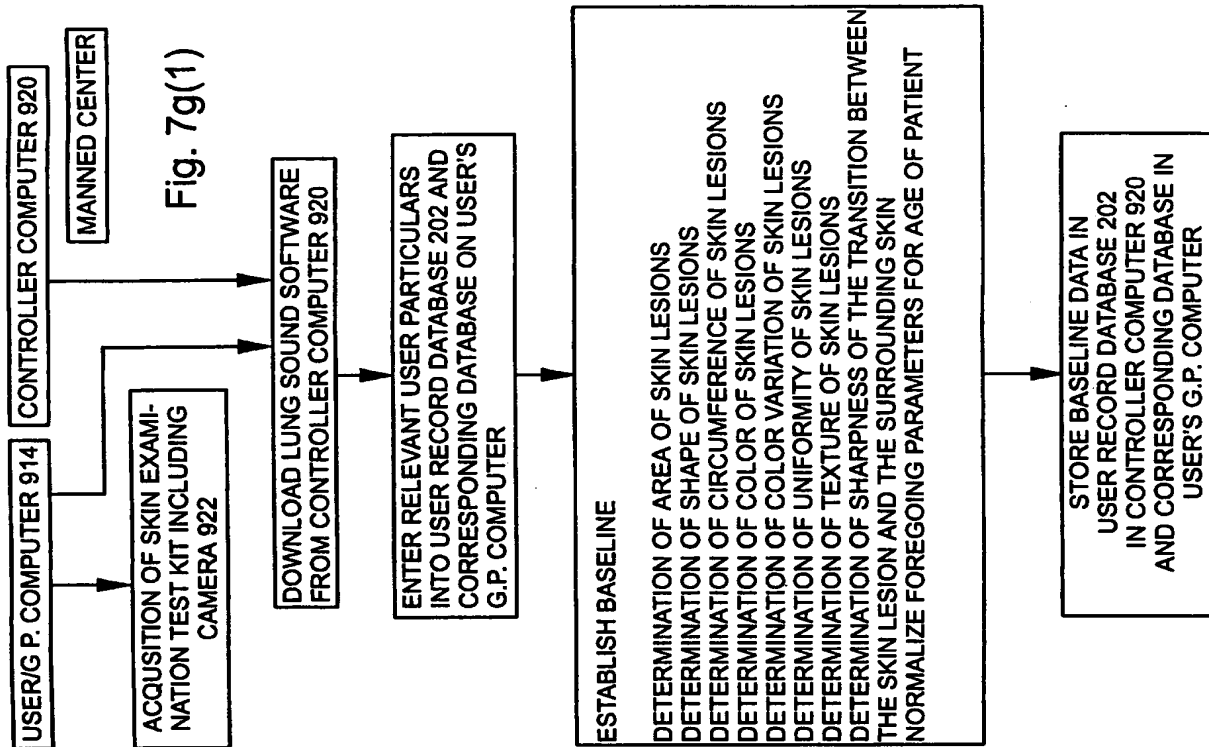 USER/G P. COMPUTER 914
CONTROLLER COMPUTER 920
MANNED CENTER
Fig. 7g(1)
ACQUSITION OF SKIN EXAMI-
NATION TEST KIT INCLUDING
CAMERA 922
DOWNLOAD LUNG SOUND SOFTWARE
FROM CONTROLLER COMPUTER 920
ENTER RELEVANT USER PARTICULARS
INTO USER RECORD DATABASE 202 AND
CORRESPONDING DATABASE ON USER'S
G.P. COMPUTER
ESTABLISH BASELINE
DETERMINATION OF AREA OF SKIN LESIONS
DETERMINATION OF SHAPE OF SKIN LESIONS
DETERMINATION OF CIRCUMFERENCE OF SKIN LESIONS
DETERMINATION OF COLOR OF SKIN LESIONS
DETERMINATION OF COLOR VARIATION OF SKIN LESIONS
DETERMINATION OF UNIFORMITY OF SKIN LESIONS
DETERMINATION OF TEXTURE OF SKIN LESIONS
DETERMINATION OF SHARPNESS OF THE TRANSITION BETWEEN
THE SKIN LESION AND THE SURROUNDING SKIN
NORMALIZE FOREGOING PARAMETERS FOR AGE OF PATIENT
STORE BASELINE DATA IN
USER RECORD DATABASE 202
IN CONTROLLER COMPUTER 920
AND CORRESPONDING DATABASE IN
USER'S G.P. COMPUTER